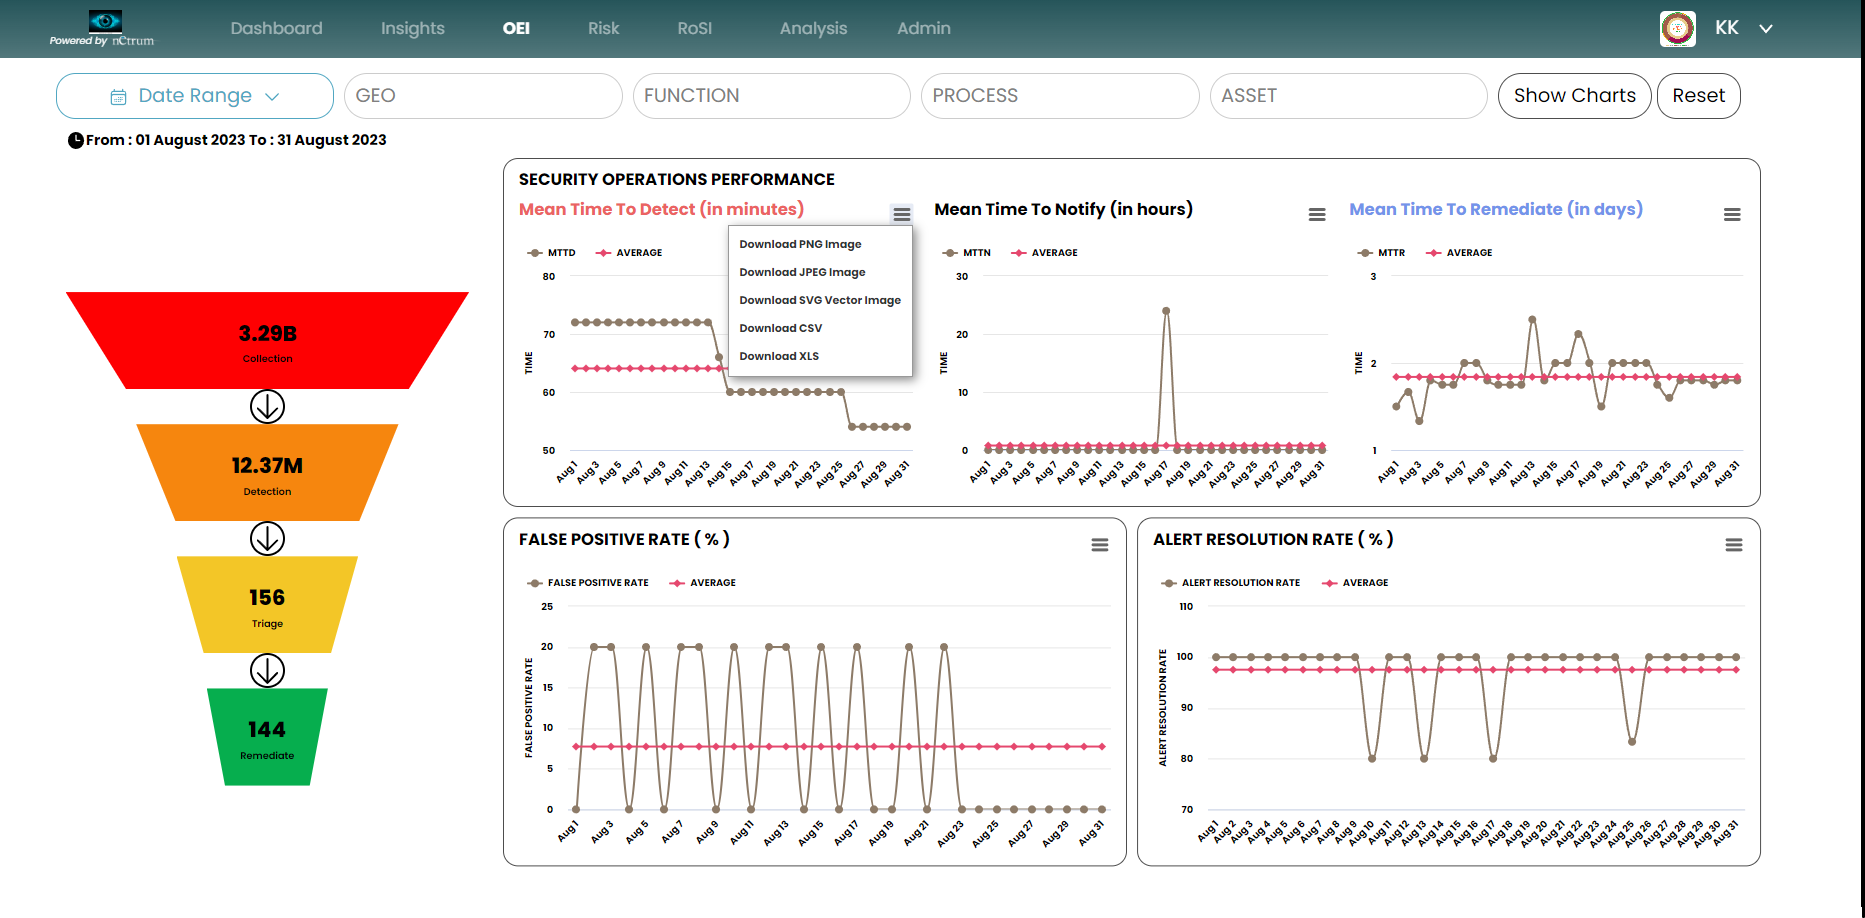 Powered by nCtrum
Dashboard
Insights
OEI
Risk
RoSI
Analysis
Admin
KK
Date Range
GEO
FUNCTION
PROCESS
ASSET
Show Charts
Reset
From : 01 August 2023 To : 31 August 2023
3.29B
Collection
12.37M
Detection
156
Triage
144
Remediate
SECURITY OPERATIONS PERFORMANCE
Mean Time To Detect (in minutes)
MTTD
AVERAGE
Download PNG Image
Download JPEG Image
Download SVG Vector Image
Download CSV
Download XLS
TIME
80
70
60
50
Aug 1
Aug 3
Aug 5
Aug 7
Aug 9
Aug 11
Aug 13
Aug 15
Aug 17
Aug 19
Aug 21
Aug 23
Aug 25
Aug 27
Aug 29
Aug 31
Mean Time To Notify (in hours)
MTTN
AVERAGE
TIME
30
20
10
0
Aug 1
Aug 3
Aug 5
Aug 7
Aug 9
Aug 11
Aug 13
Aug 15
Aug 17
Aug 19
Aug 21
Aug 23
Aug 25
Aug 27
Aug 29
Aug 31
Mean Time To Remediate (in days)
MTTR
AVERAGE
TIME
3
2
1
Aug 1
Aug 3
Aug 5
Aug 7
Aug 9
Aug 11
Aug 13
Aug 15
Aug 17
Aug 19
Aug 21
Aug 23
Aug 25
Aug 27
Aug 29
Aug 31
FALSE POSITIVE RATE ( % )
FALSE POSITIVE RATE
AVERAGE
FALSE POSITIVE RATE
25
20
15
10
5
0
Aug 1
Aug 3
Aug 5
Aug 7
Aug 9
Aug 11
Aug 13
Aug 15
Aug 17
Aug 19
Aug 21
Aug 23
Aug 25
Aug 27
Aug 29
Aug 31
ALERT RESOLUTION RATE ( % )
ALERT RESOLUTION RATE
AVERAGE
ALERT RESOLUTION RATE
110
100
90
80
70
Aug 1
Aug 2
Aug 3
Aug 4
Aug 5
Aug 6
Aug 7
Aug 8
Aug 9
Aug 10
Aug 11
Aug 12
Aug 13
Aug 14
Aug 15
Aug 16
Aug 17
Aug 18
Aug 19
Aug 20
Aug 21
Aug 22
Aug 23
Aug 24
Aug 25
Aug 26
Aug 27
Aug 28
Aug 29
Aug 30
Aug 31